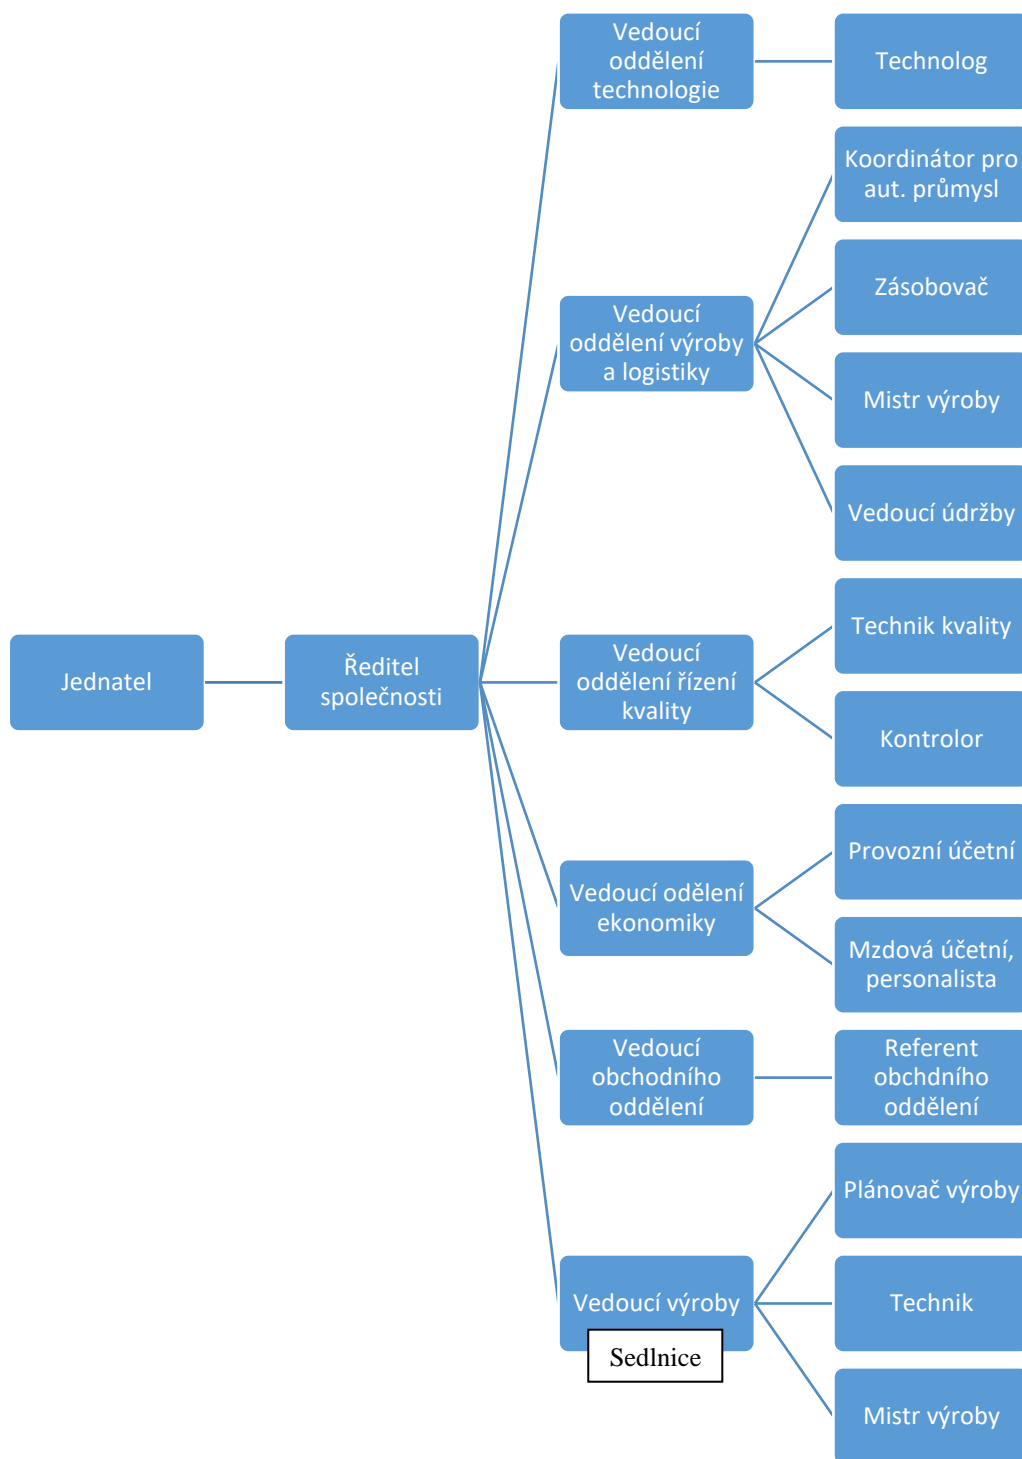 Jednatel
Ředitel
společnosti
Vedoucí
oddělení
technologie
Technolog
Vedoucí
oddělení výroby
a logistiky
Koordinátor pro
aut. průmysl
Zásobovač
Mistr výroby
Vedoucí údržby
Vedoucí
oddělení řízení
kvality
Technik kvality
Kontrolor
Vedoucí odělení
ekonomiky
Provozní účetní
Mzdová účetní,
personalista
Vedoucí
obchodního
oddělení
Referent
obchdního
oddělení
Vedoucí výroby
Sedlnice
Plánovač výroby
Technik
Mistr výroby